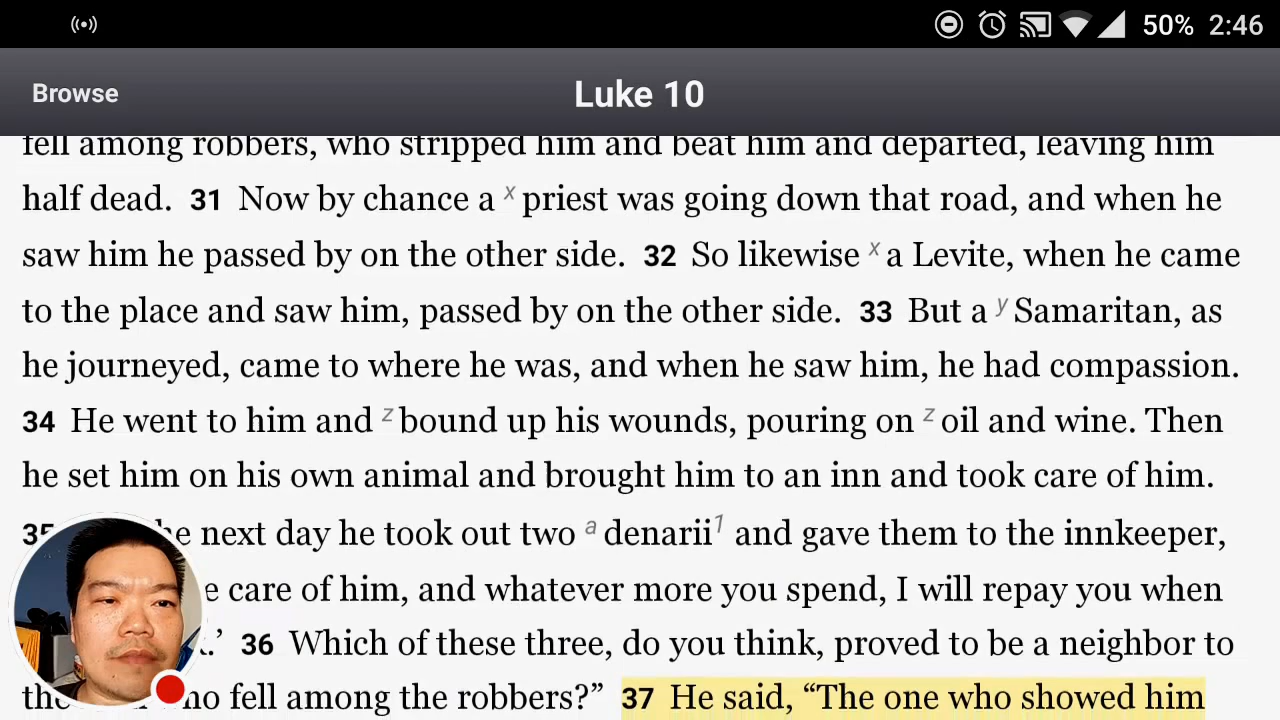 50% 2:46
Browse Luke 10
fell among robbers, who stripped him and beat him and departed, leaving him
half dead. 31 Now by chance a x priest was going down that road, and when he
saw him he passed by on the other side. 32 So likewise x a Levite, when he came
to the place and saw him, passed by on the other side. 33 But a y Samaritan, as
he journeyed, came to where he was, and when he saw him, he had compassion.
34 He went to him and z bound up his wounds, pouring on z oil and wine. Then
he set him on his own animal and brought him to an inn and took care of him.
35 next day he took out two a denarii1 and gave them to the innkeeper,
care of him, and whatever more you spend, I will repay you when
.’ 36 Which of these three, do you think, proved to be a neighbor to
fell among the robbers?” 37 He said, “The one who showed him